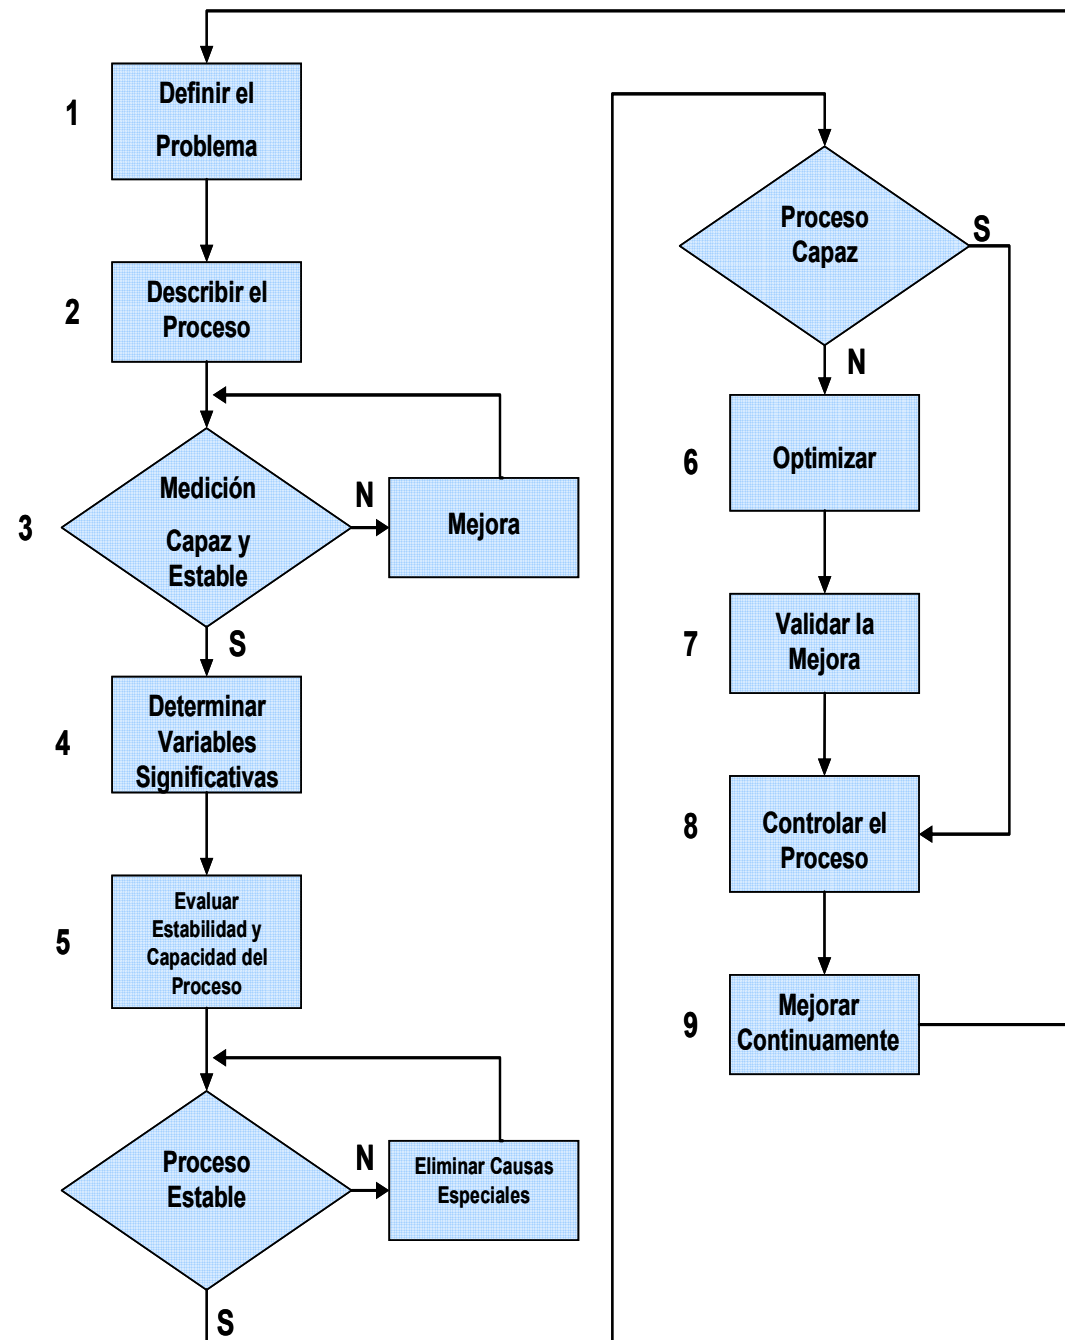 1
Definir el
Problema
2
Describir el
Proceso
3
Medición
Capaz y
Estable
N
Mejora
S
4
Determinar
Variables
Significativas
5
Evaluar
Estabilidad y
Capacidad del
Proceso
Proceso
Estable
N
Eliminar Causas
Especiales
S
Proceso
Capaz
S
N
6
Optimizar
7
Validar la
Mejora
8
Controlar el
Proceso
9
Mejorar
Continuamente